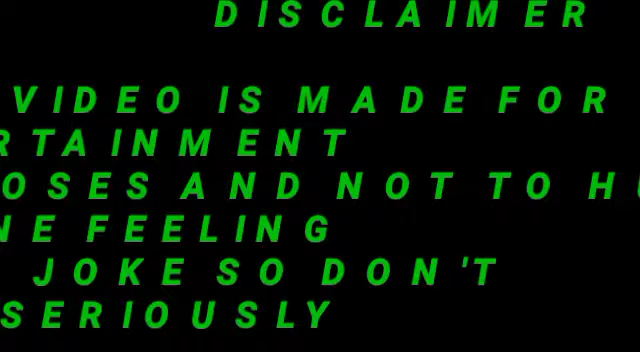 DISCLAIMER
VIDEO IS MADE FOR
RTAINMENT
OSES AND NOT TO HU
NE FEELING
JOKE SO DON'T
SERIOUSLY